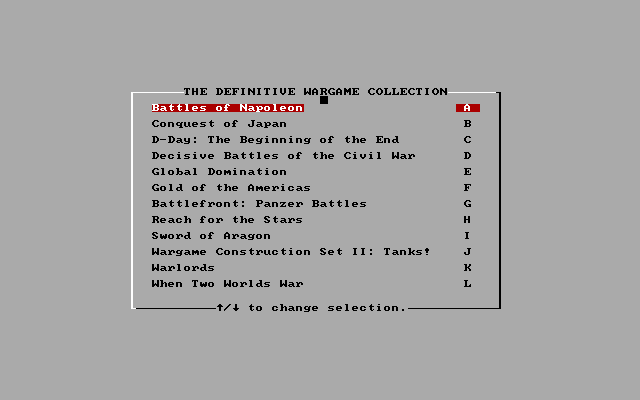 THE DEFINITIVE WARGAME COLLECTION
Battles of Napoleon A
Conquest of Japan B
D-Day: The Beginning of the End C
Decisive Battles of the Civil War D
Global Domination E
Gold of the Americas F
Battlefront: Panzer Battles G
Reach for the Stars H
Sword of Aragon I
Wargame Construction Set II: Tanks! J
Warlords K
When Two Worlds War L
↑/↓ to change selection.